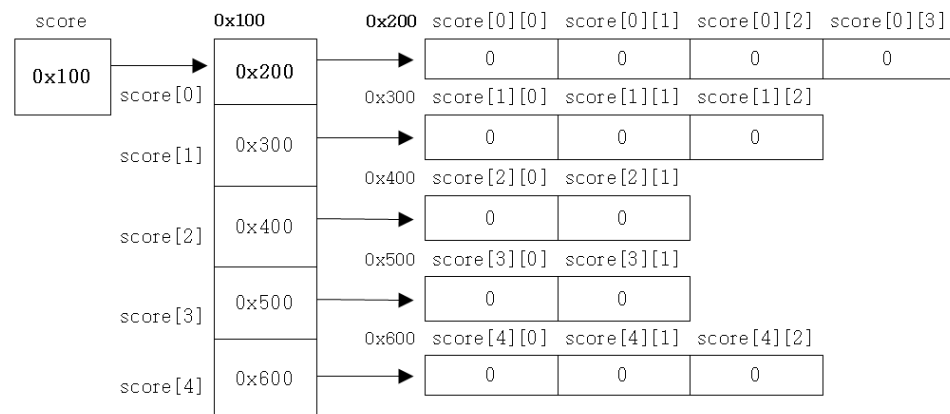 score 0x100 0x200 score[0][0] score[0][1] score[0][2] score[0][3]
0x100 0x200 0 0 0 0
score[0] 0x300 score[1][0] score[1][1] score[1][2]
score[1] 0x300 0 0 0
0x400 score[2][0] score[2][1]
score[2] 0x400 0 0
0x500 score[3][0] score[3][1]
score[3] 0x500 0 0
0x600 score[4][0] score[4][1] score[4][2]
score[4] 0x600 0 0 0